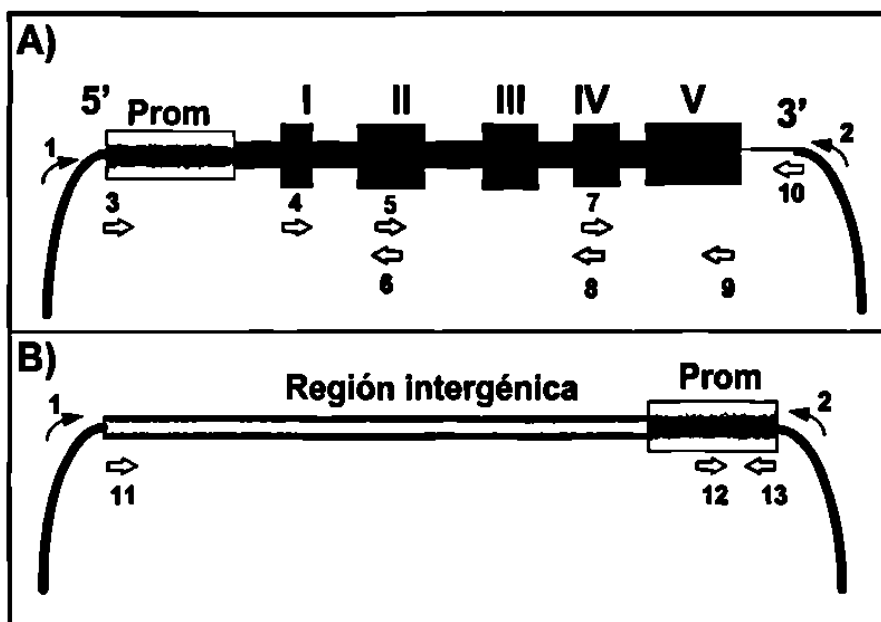 A)
I II III IV V
5' Prom 3'
1 2
3 4 5 7 10
6 8 9
B)
Región intergénica Prom
1 2
11 12 13